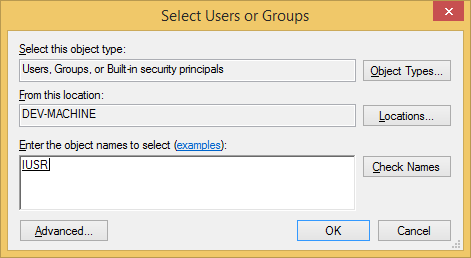 Select Users or Groups
Select this object type:
Users, Groups, or Built-in security principals
Object Types...
From this location:
DEV-MACHINE
Locations...
Enter the object names to select (examples):
IUSR
Check Names
Advanced...
OK
Cancel